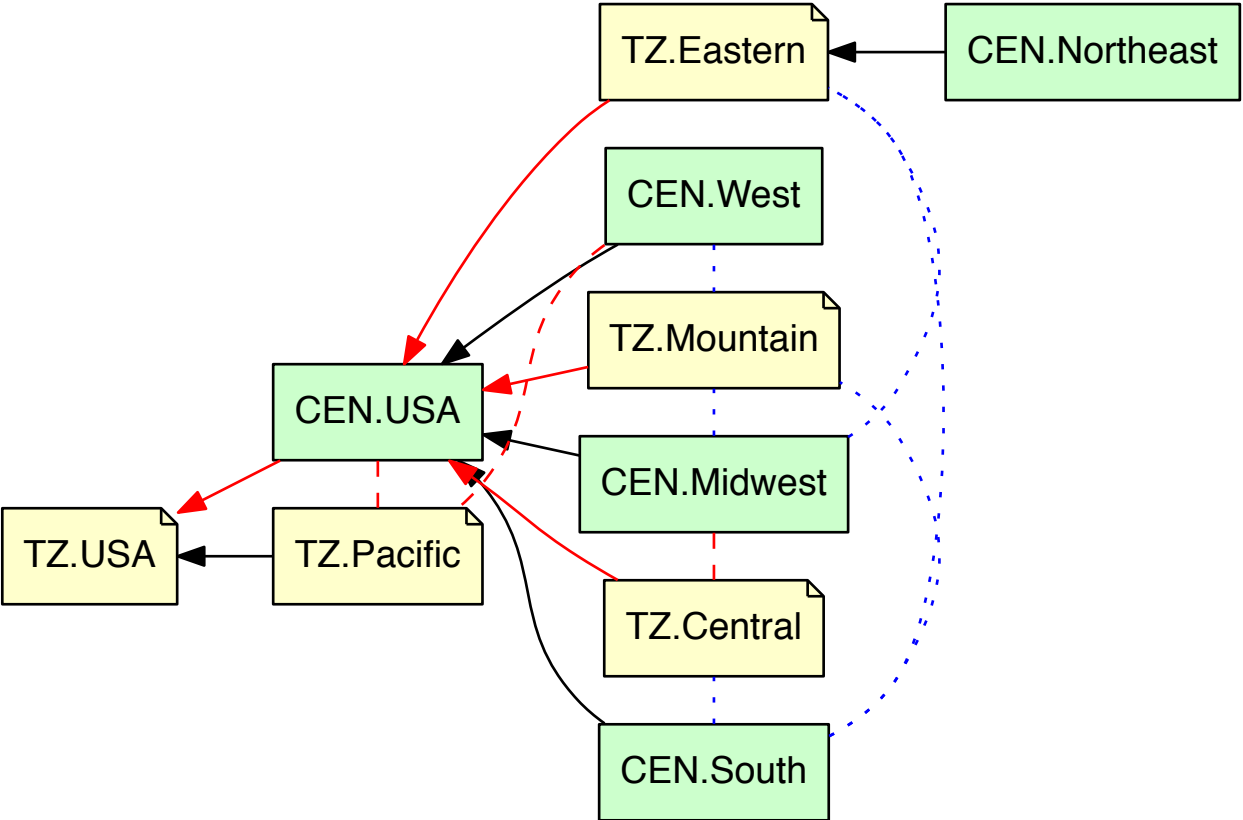 TZ.Eastern
CEN.Northeast
CEN.West
TZ.Mountain
CEN.USA
CEN.Midwest
TZ.USA
TZ.Pacific
TZ.Central
CEN.South